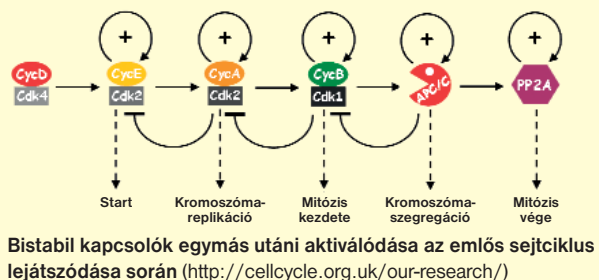 + + + + +
CycD CycE CycA CycB APC/C PP2A
Cdk4 Cdk2 Cdk2 Cdk1
Start Kromoszóma- Mitózis Kromoszóma- Mitózis
replikáció kezdete szegregáció vége
Bistabil kapcsolók egymás utáni aktiválódása az emlős sejtciklus
lejátszódása során (http://cellcycle.org.uk/our-research/)